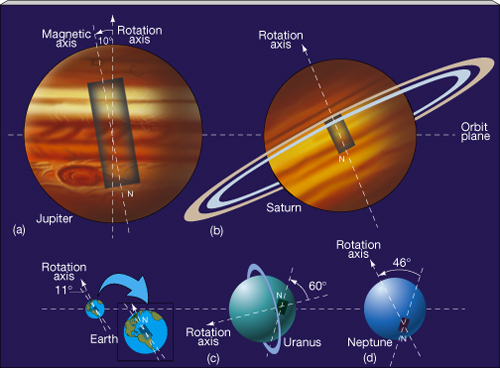 Magnetic
axis
Rotation
axis
10°
N
Jupiter
(a)
Rotation
axis
N
Saturn
(b)
Orbit
plane
Rotation
axis
11°
N
N
Earth
Rotation
axis
N
60°
Uranus
(c)
Rotation
axis
46°
N
Neptune
(d)